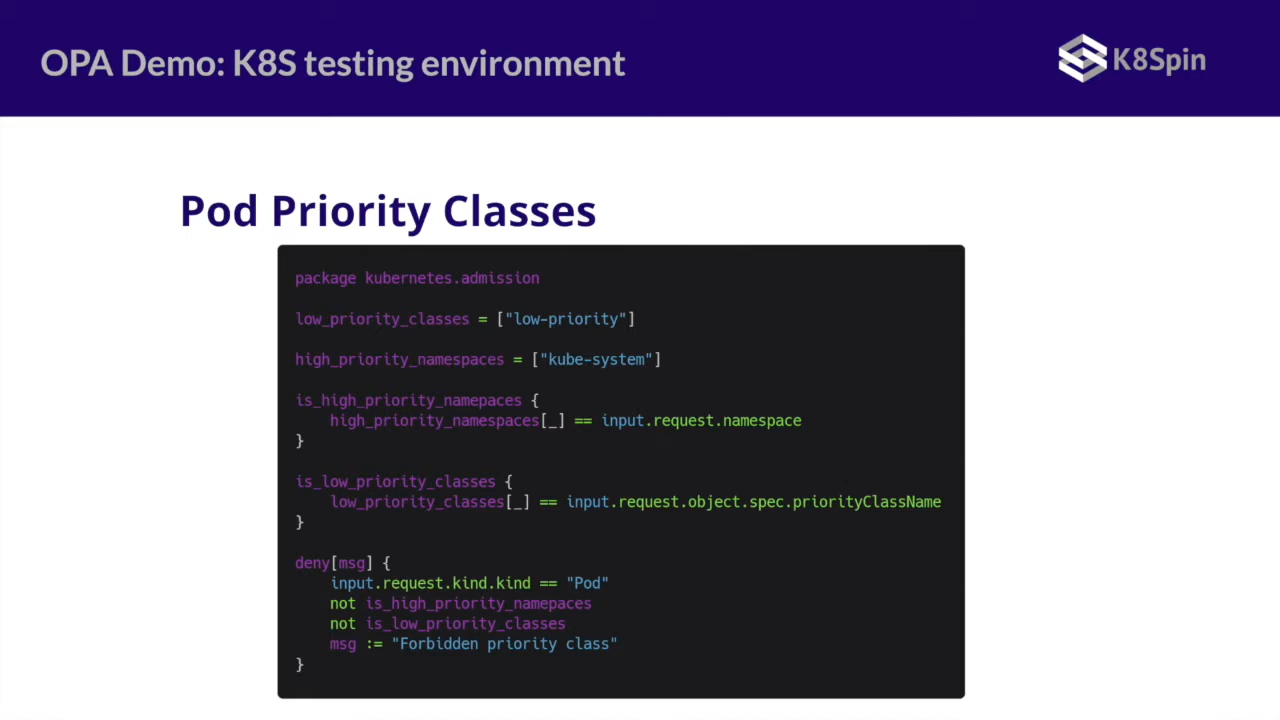 OPA Demo: K8S testing environment
K8Spin
Pod Priority Classes
package kubernetes.admission
low_priority_classes = ["low-priority"]
high_priority_namespaces = ["kube-system"]
is_high_priority_namepaces {
    high_priority_namespaces[_] == input.request.namespace
}
is_low_priority_classes {
    low_priority_classes[_] == input.request.object.spec.priorityClassName
}
deny[msg] {
    input.request.kind.kind == "Pod"
    not is_high_priority_namepaces
    not is_low_priority_classes
    msg := "Forbidden priority class"
}